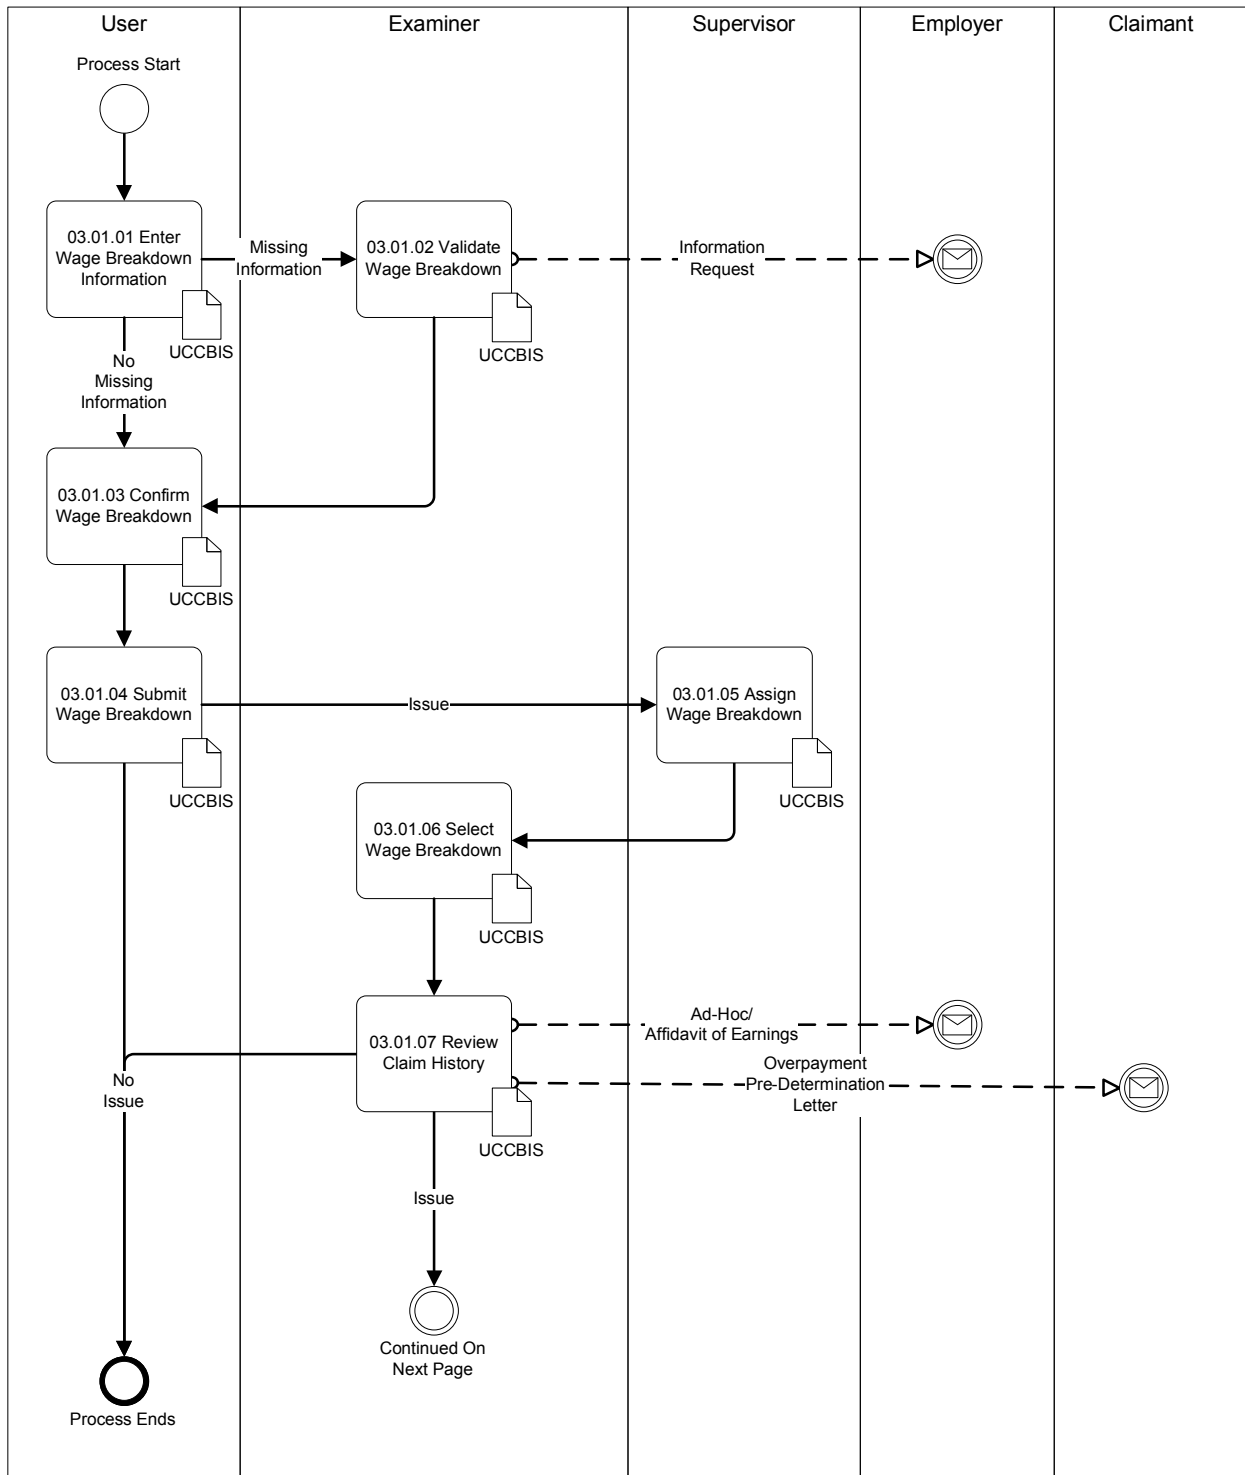 User
Examiner
Supervisor
Employer
Claimant
Process Start
03.01.01 Enter
Wage Breakdown
Information
UCCBIS
Missing
Information
03.01.02 Validate
Wage Breakdown
UCCBIS
Information
Request
No
Missing
Information
03.01.03 Confirm
Wage Breakdown
UCCBIS
03.01.04 Submit
Wage Breakdown
UCCBIS
Issue
03.01.05 Assign
Wage Breakdown
UCCBIS
03.01.06 Select
Wage Breakdown
UCCBIS
03.01.07 Review
Claim History
UCCBIS
Ad-Hoc/
Affidavit of Earnings
Overpayment
Pre-Determination
Letter
No
Issue
Issue
Continued On
Next Page
Process Ends